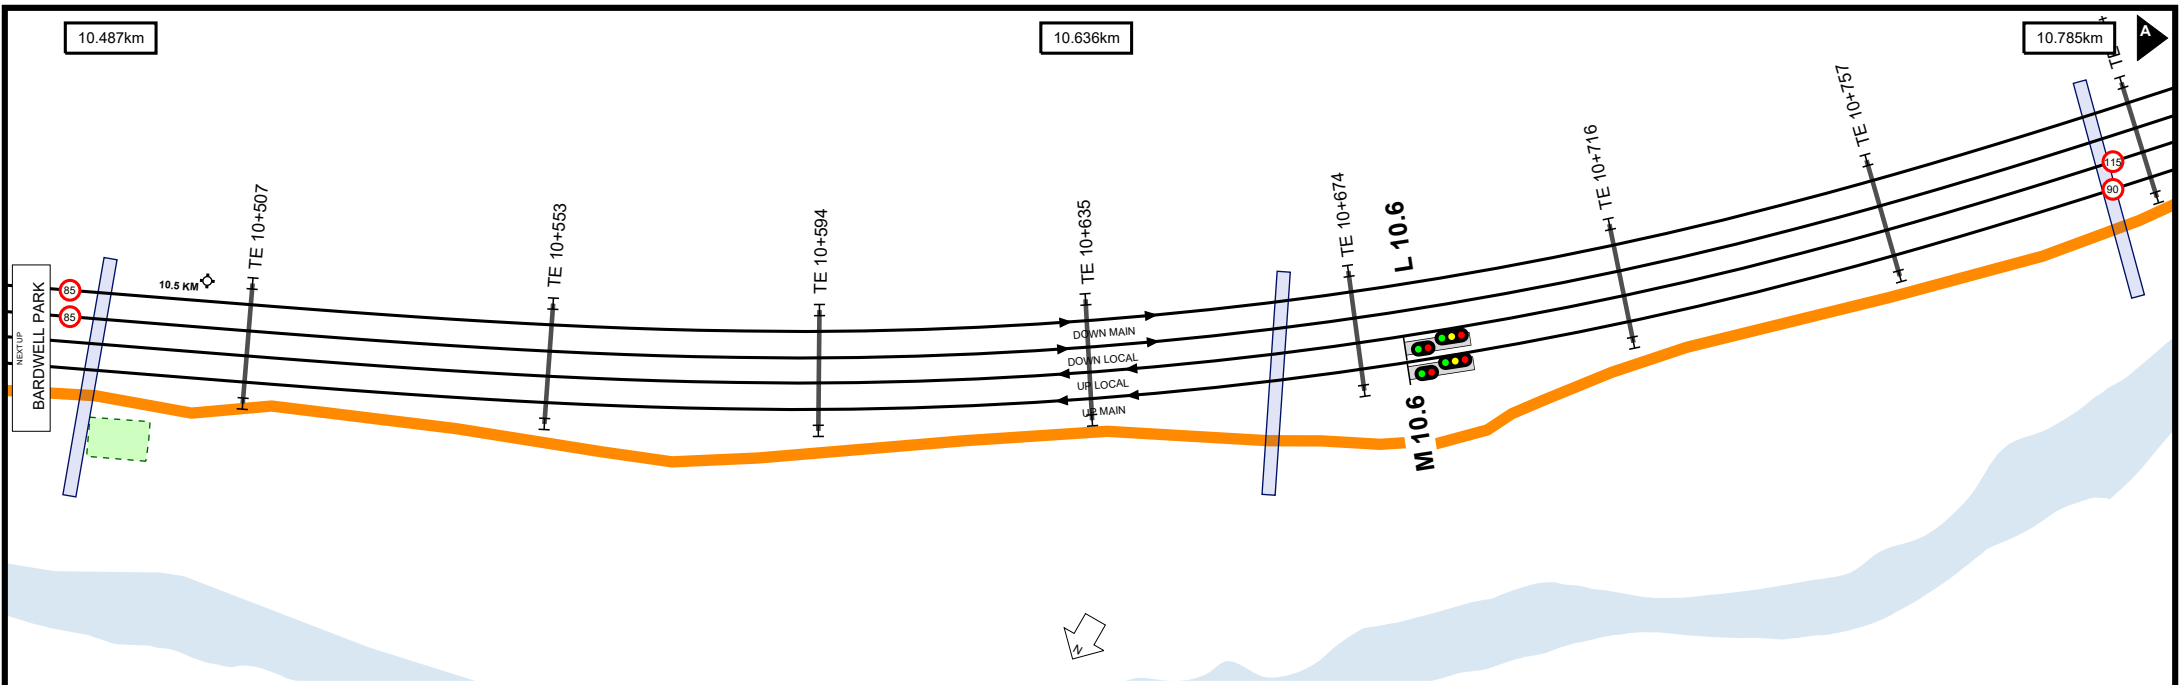 10.487km
10.636km
10.785km
A
TE
TE 10+757
TE 10+716
115
90
TE 10+674
L 10.6
TE 10+507
TE 10+553
TE 10+594
TE 10+635
10.5 KM
85
85
NEXT UP
BARDWELL PARK
DOWN MAIN
DOWN LOCAL
UP LOCAL
UP MAIN
M 10.6
N